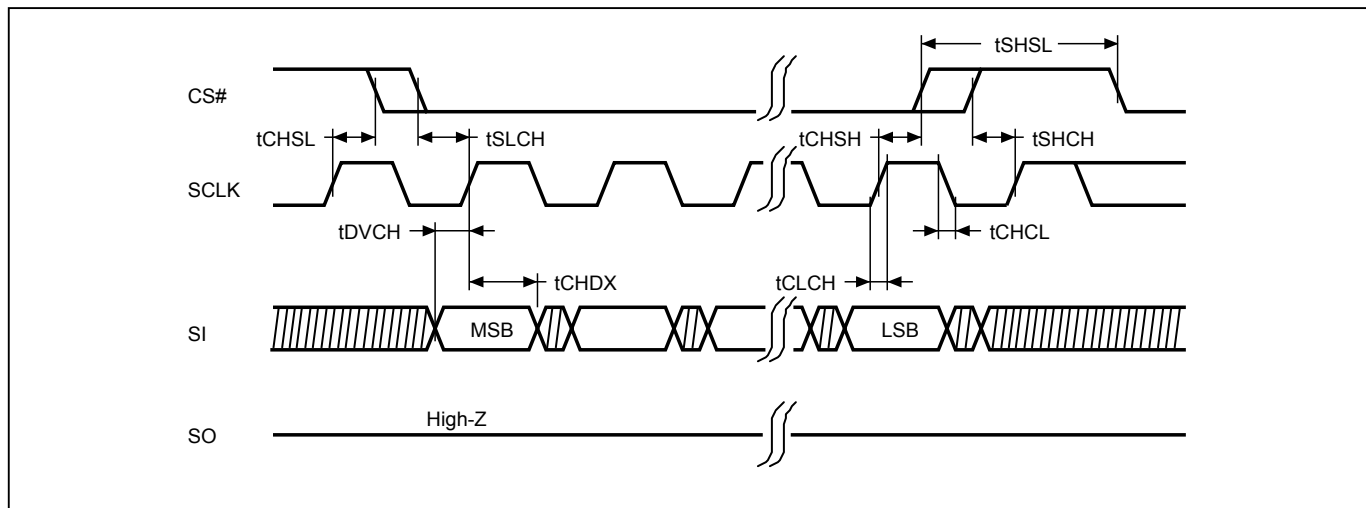 tSHSL
CS#
tCHSL
tSLCH
tCHSH
tSHCH
SCLK
tDVCH
tCHCL
tCHDX
tCLCH
SI
MSB
LSB
High-Z
SO